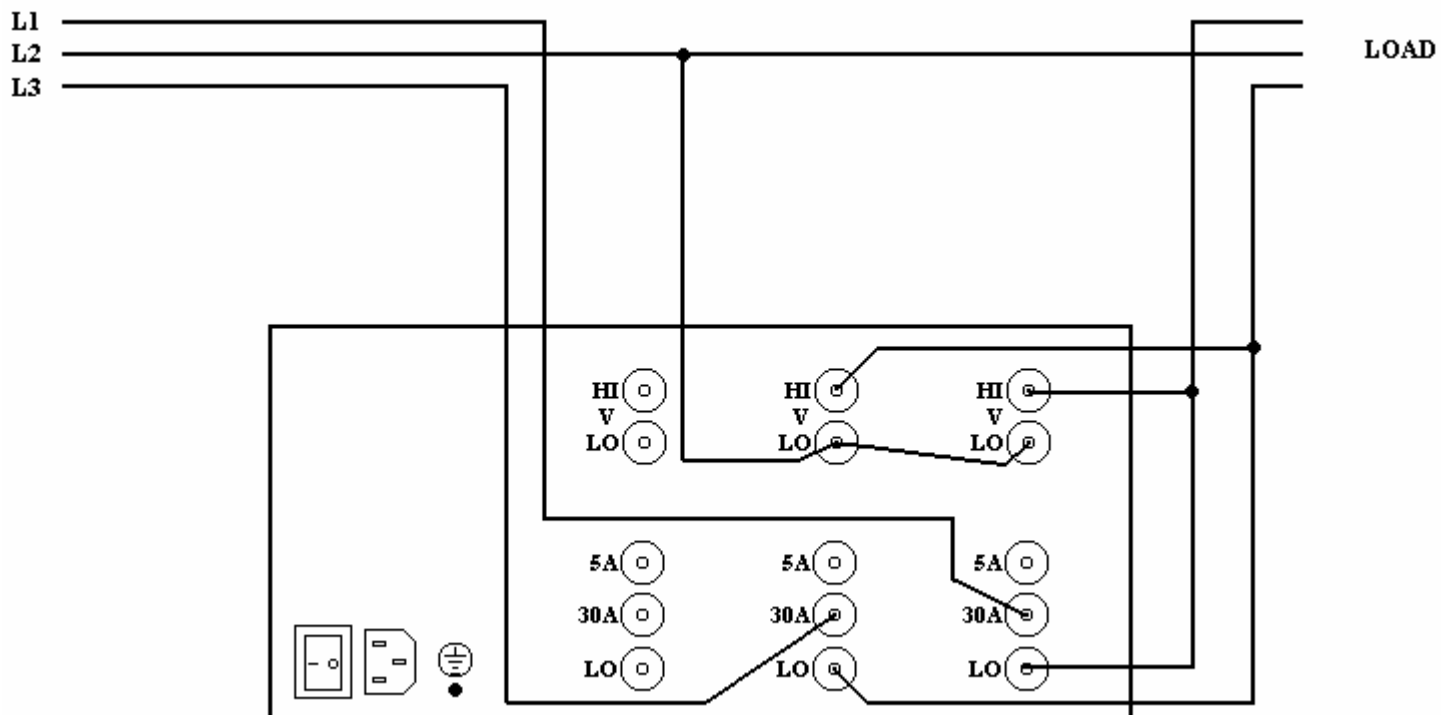 L1
L2
LOAD
L3
HI HI HI
V V V
LO LO LO
5A 5A 5A
30A 30A 30A
LO LO LO